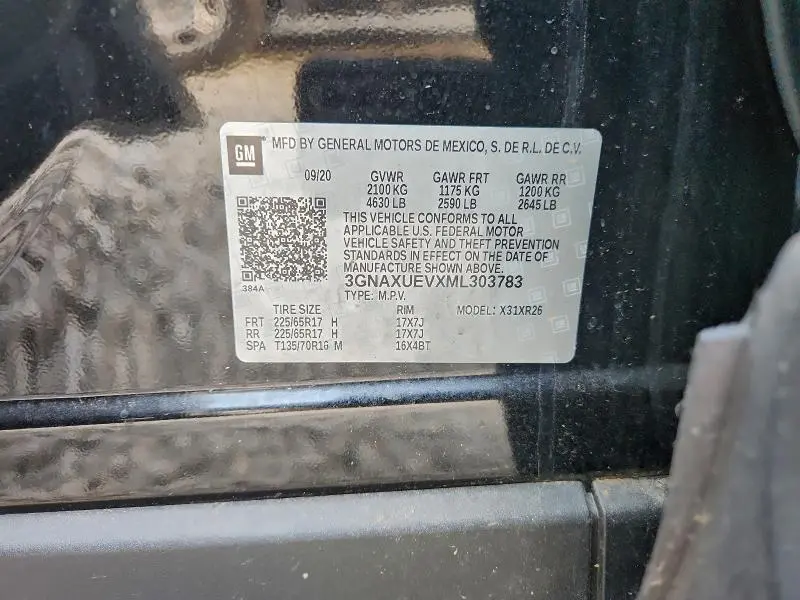 GM MFD BY GENERAL MOTORS DE MEXICO, S. DE R.L. DE C.V.
09/20 GVWR GAWR FRT GAWR RR
2100 KG 1175 KG 1200 KG
4630 LB 2590 LB 2645 LB
THIS VEHICLE CONFORMS TO ALL
APPLICABLE U.S. FEDERAL MOTOR
VEHICLE SAFETY AND THEFT PREVENTION
STANDARDS IN EFFECT ON THE DATE OF
MANUFACTURE SHOWN ABOVE.
384A 3GNAXUEVXML303783
TYPE: M.P.V.
TIRE SIZE RIM MODEL: X31XR26
FRT 225/65R17 H 17X7J
RR 225/65R17 H 17X7J
SPA T135/70R16 M 16X4BT